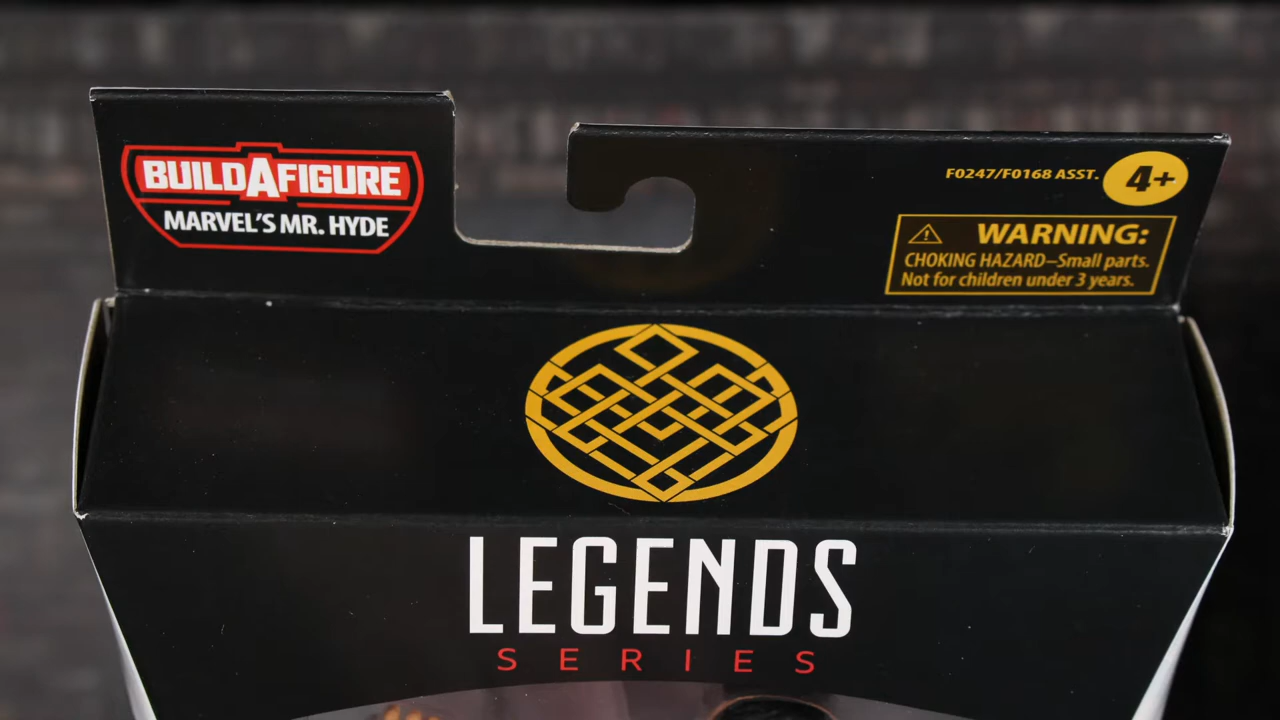 BUILDAFIGURE
MARVEL'S MR. HYDE
F0247/F0168 ASST.
4+
WARNING:
CHOKING HAZARD–Small parts.
Not for children under 3 years.
LEGENDS
SERIES